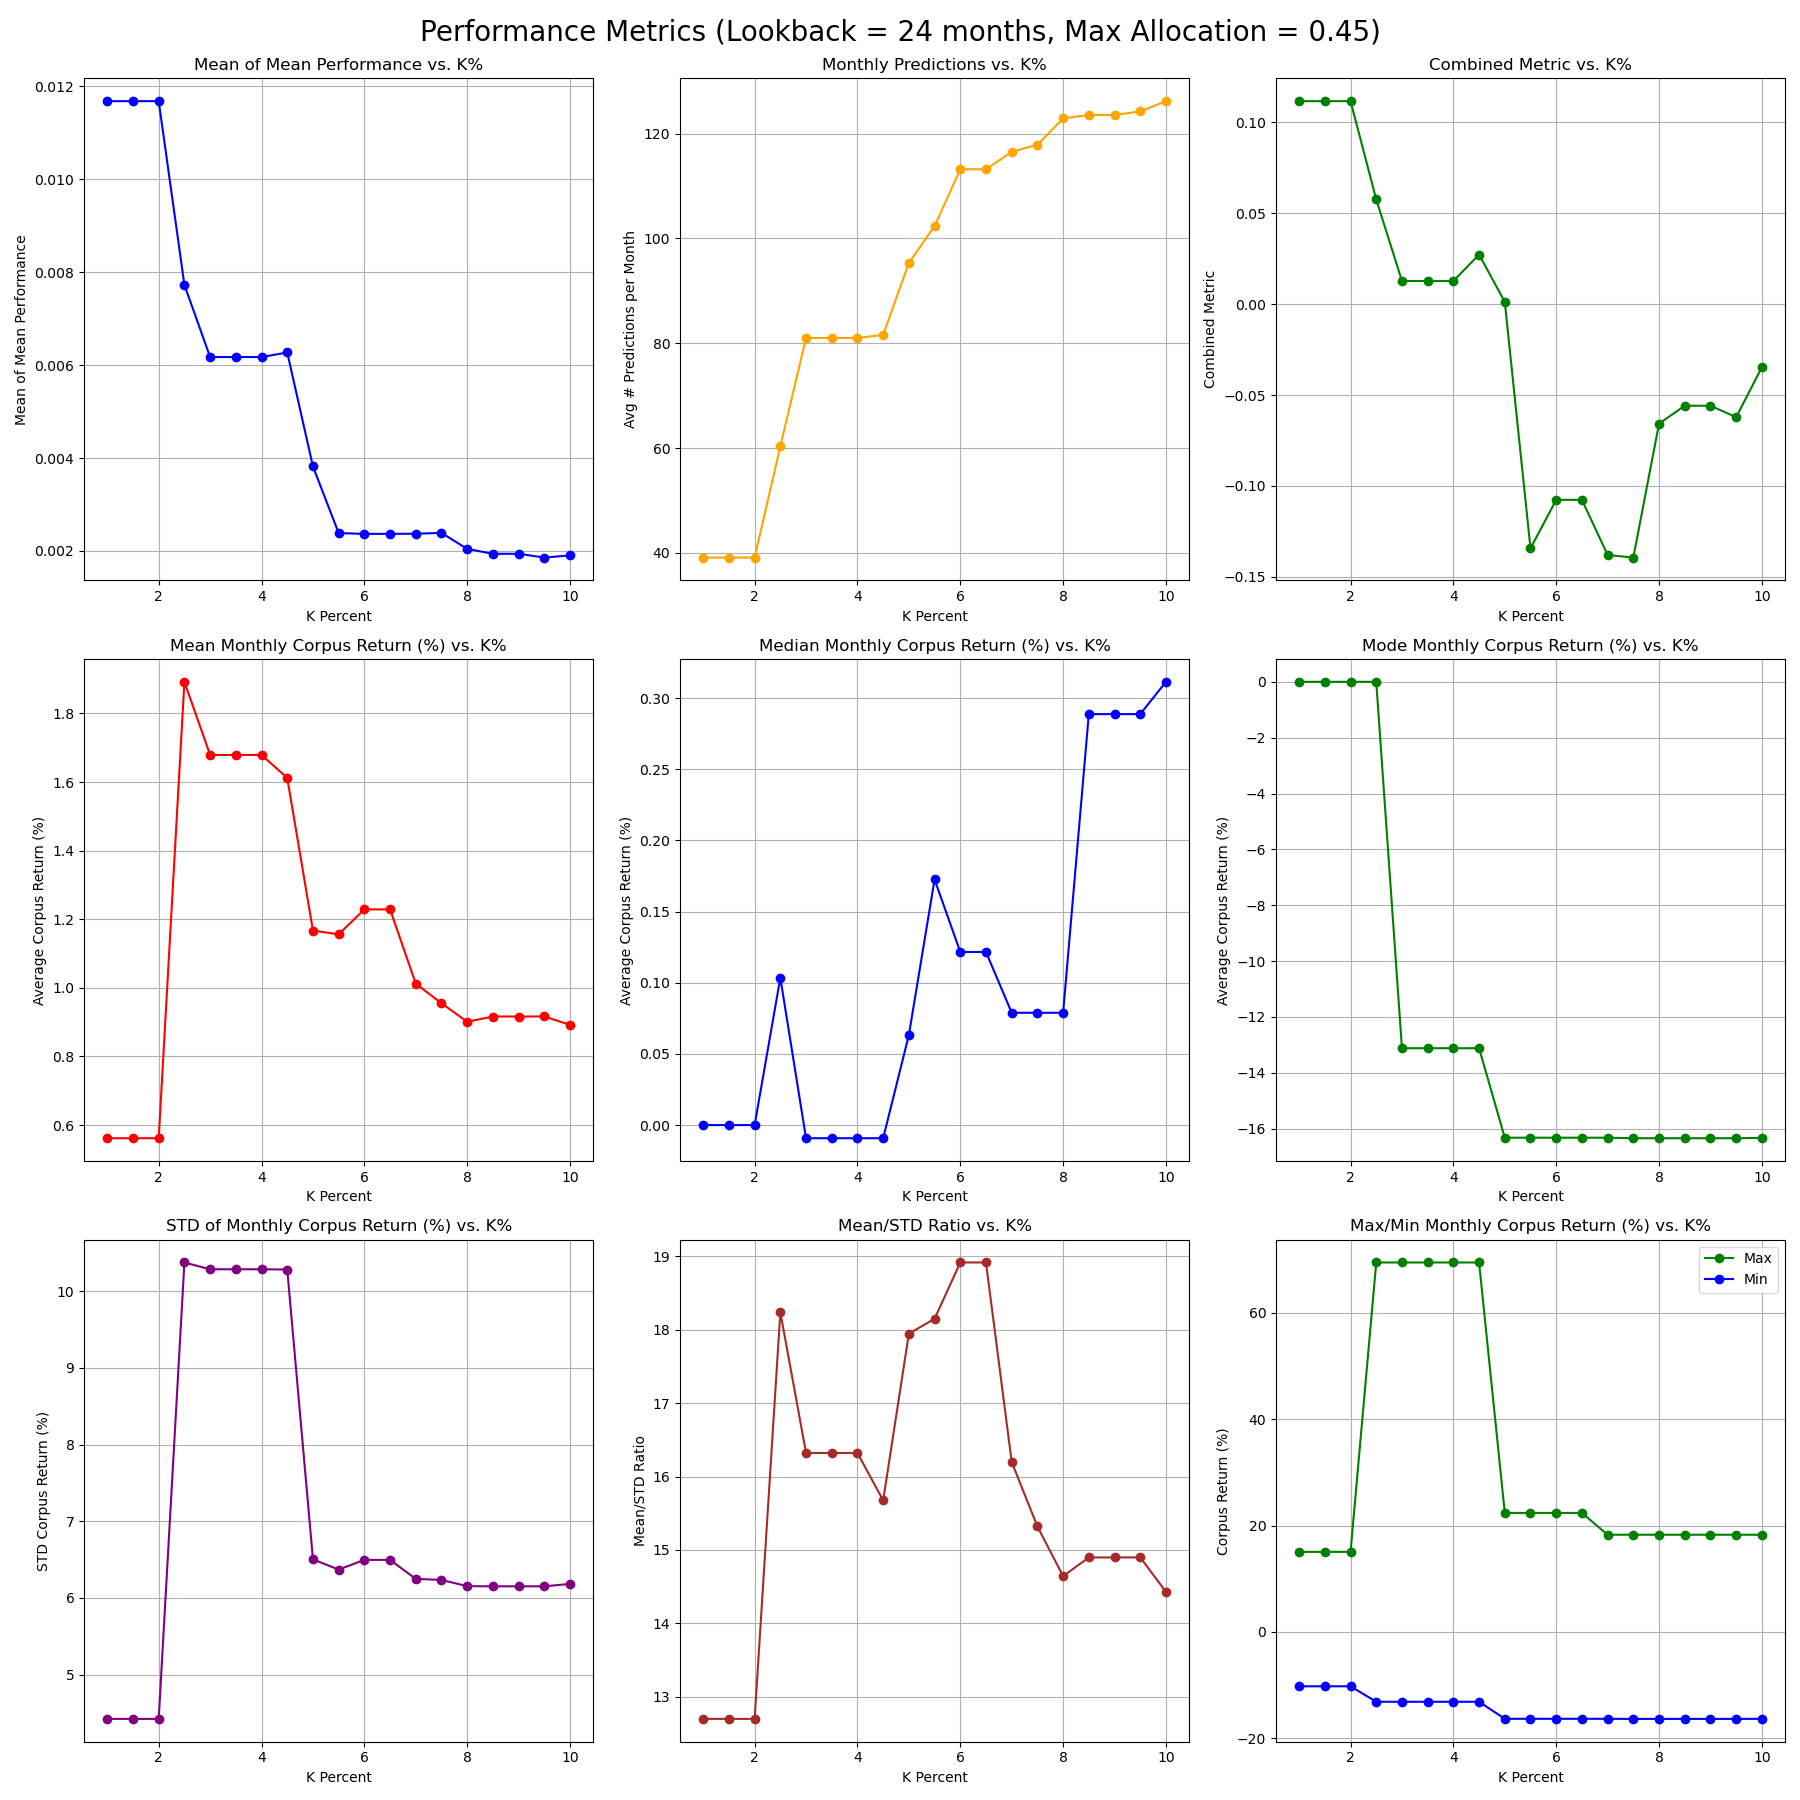 Performance Metrics (Lookback = 24 months, Max Allocation = 0.45)
Mean of Mean Performance vs. K%
Mean of Mean Performance
0.012
0.010
0.008
0.006
0.004
0.002
2 4 6 8 10
K Percent
Monthly Predictions vs. K%
Avg # Predictions per Month
120
100
80
60
40
2 4 6 8 10
K Percent
Combined Metric vs. K%
Combined Metric
0.10
0.05
0.00
−0.05
−0.10
−0.15
2 4 6 8 10
K Percent
Mean Monthly Corpus Return (%) vs. K%
Average Corpus Return (%)
1.8
1.6
1.4
1.2
1.0
0.8
0.6
2 4 6 8 10
K Percent
Median Monthly Corpus Return (%) vs. K%
Average Corpus Return (%)
0.30
0.25
0.20
0.15
0.10
0.05
0.00
2 4 6 8 10
K Percent
Mode Monthly Corpus Return (%) vs. K%
Average Corpus Return (%)
0
−2
−4
−6
−8
−10
−12
−14
−16
2 4 6 8 10
K Percent
STD of Monthly Corpus Return (%) vs. K%
STD Corpus Return (%)
10
9
8
7
6
5
2 4 6 8 10
K Percent
Mean/STD Ratio vs. K%
Mean/STD Ratio
19
18
17
16
15
14
13
2 4 6 8 10
K Percent
Max/Min Monthly Corpus Return (%) vs. K%
Corpus Return (%)
Max
Min
60
40
20
0
−20
2 4 6 8 10
K Percent